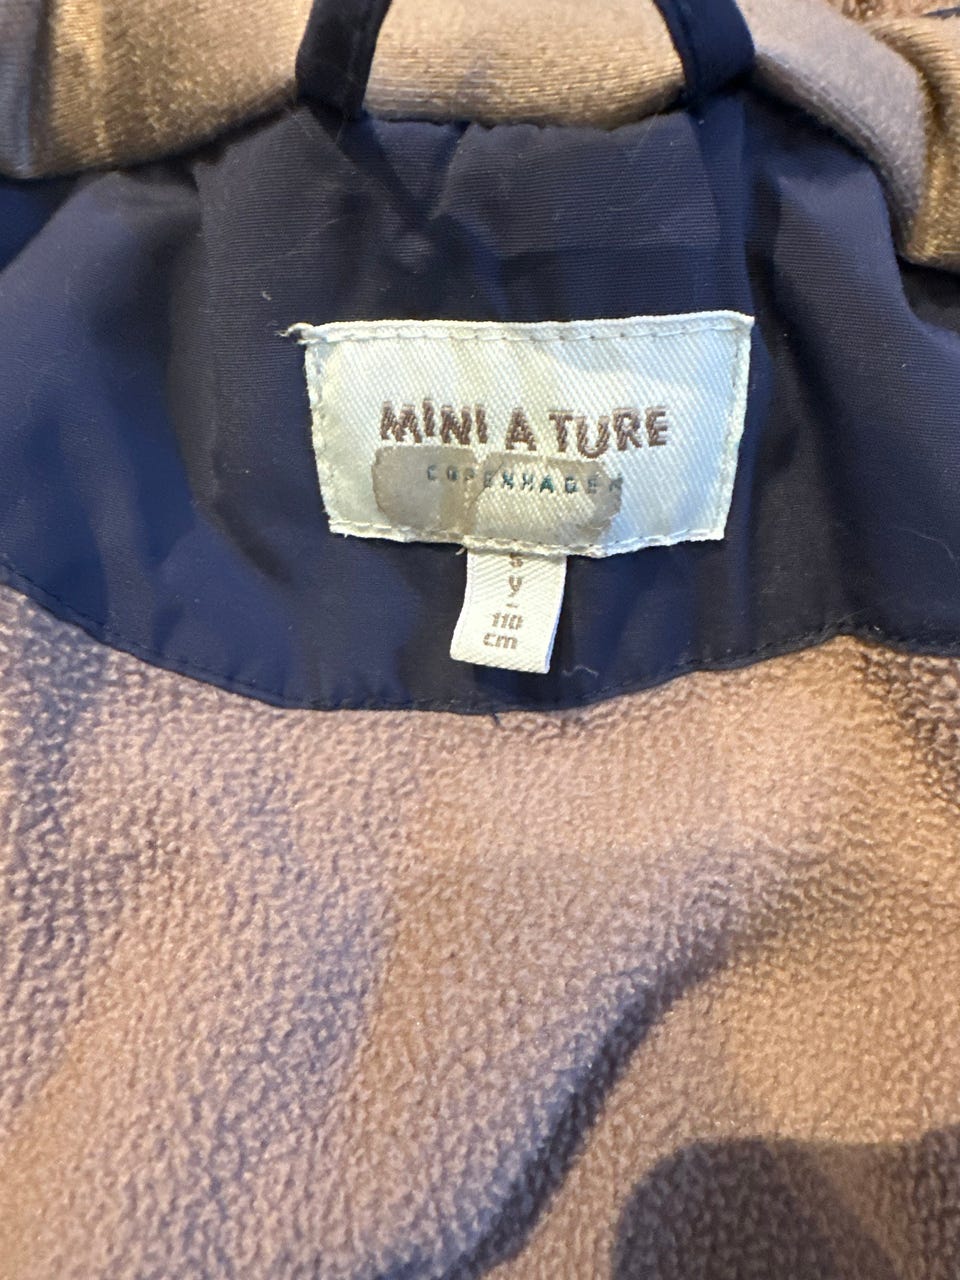 MINI A TURE
COPENHAGEN
y
-
110
cm